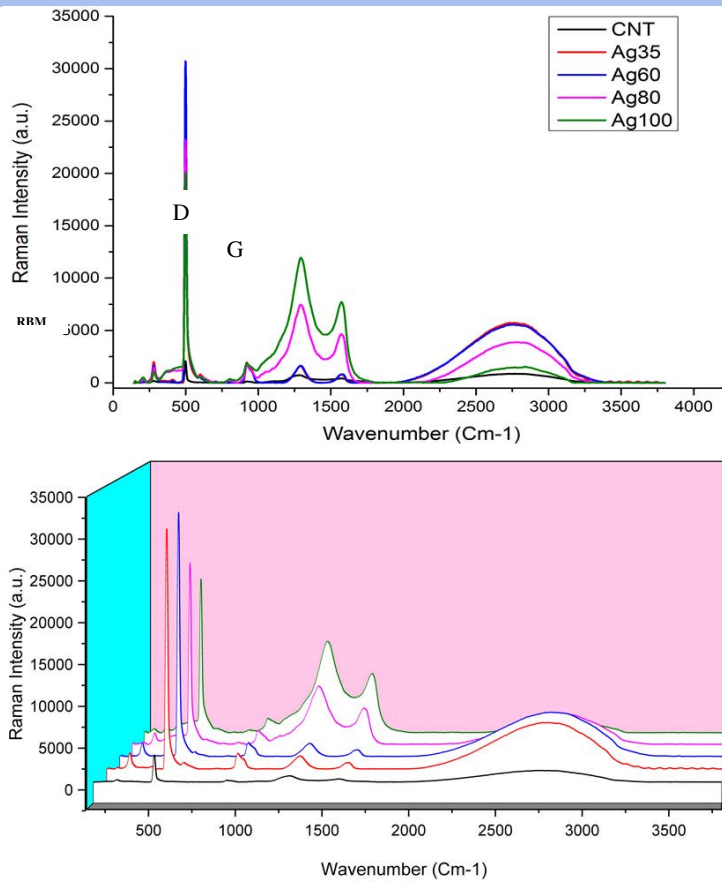 35000
30000
25000
20000
15000
10000
5000
0
Raman Intensity (a.u.)
CNT
Ag35
Ag60
Ag80
Ag100
D
G
RBM
0 500 1000 1500 2000 2500 3000 3500 4000
Wavenumber (Cm-1)
35000
30000
25000
20000
15000
10000
5000
0
Raman Intensity (a.u.)
500 1000 1500 2000 2500 3000 3500
Wavenumber (Cm-1)